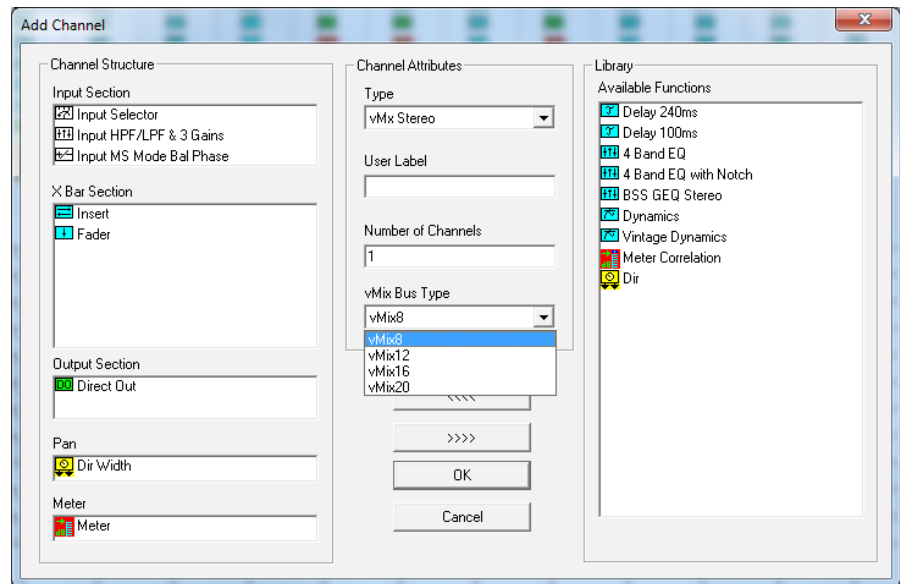 Add Channel
Channel Structure
Input Section
Input Selector
Input HPF/LPF & 3 Gains
Input MS Mode Bal Phase
X Bar Section
Insert
Fader
Output Section
DO Direct Out
Pan
Dir Width
Meter
Meter
Channel Attributes
Type
vMx Stereo
User Label
Number of Channels
1
vMix Bus Type
vMix8
vMix8
vMix12
vMix16
vMix20
<<<<
>>>>
OK
Cancel
Library
Available Functions
Delay 240ms
Delay 100ms
4 Band EQ
4 Band EQ with Notch
BSS GEQ Stereo
Dynamics
Vintage Dynamics
Meter Correlation
Dir